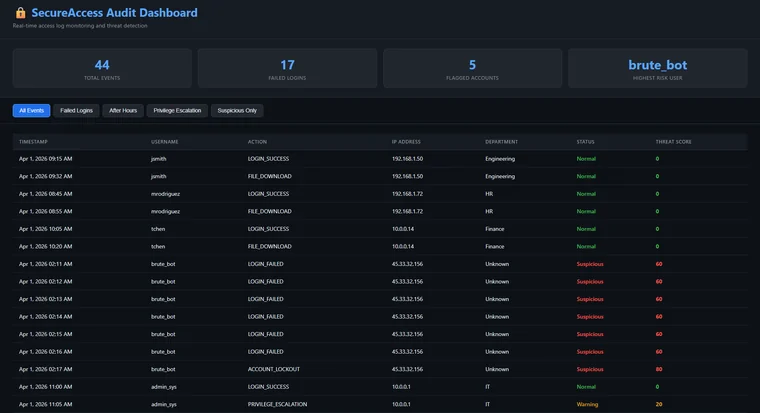 🔒 SecureAccess Audit Dashboard
Real-time access log monitoring and threat detection
44 17 5 brute_bot
TOTAL EVENTS FAILED LOGINS FLAGGED ACCOUNTS HIGHEST RISK USER
All Events Failed Logins After Hours Privilege Escalation Suspicious Only
TIMESTAMP USERNAME ACTION IP ADDRESS DEPARTMENT STATUS THREAT SCORE
Apr 1, 2026 09:15 AM jsmith LOGIN_SUCCESS 192.168.1.50 Engineering Normal 0
Apr 1, 2026 09:32 AM jsmith FILE_DOWNLOAD 192.168.1.50 Engineering Normal 0
Apr 1, 2026 08:45 AM mrodriguez LOGIN_SUCCESS 192.168.1.72 HR Normal 0
Apr 1, 2026 08:55 AM mrodriguez FILE_DOWNLOAD 192.168.1.72 HR Normal 0
Apr 1, 2026 10:05 AM tchen LOGIN_SUCCESS 10.0.0.14 Finance Normal 0
Apr 1, 2026 10:20 AM tchen FILE_DOWNLOAD 10.0.0.14 Finance Normal 0
Apr 1, 2026 02:11 AM brute_bot LOGIN_FAILED 45.33.32.156 Unknown Suspicious 60
Apr 1, 2026 02:12 AM brute_bot LOGIN_FAILED 45.33.32.156 Unknown Suspicious 60
Apr 1, 2026 02:13 AM brute_bot LOGIN_FAILED 45.33.32.156 Unknown Suspicious 60
Apr 1, 2026 02:14 AM brute_bot LOGIN_FAILED 45.33.32.156 Unknown Suspicious 60
Apr 1, 2026 02:15 AM brute_bot LOGIN_FAILED 45.33.32.156 Unknown Suspicious 60
Apr 1, 2026 02:16 AM brute_bot LOGIN_FAILED 45.33.32.156 Unknown Suspicious 60
Apr 1, 2026 02:17 AM brute_bot ACCOUNT_LOCKOUT 45.33.32.156 Unknown Suspicious 80
Apr 1, 2026 11:00 AM admin_sys LOGIN_SUCCESS 10.0.0.1 IT Normal 0
Apr 1, 2026 11:05 AM admin_sys PRIVILEGE_ESCALATION 10.0.0.1 IT Warning 20